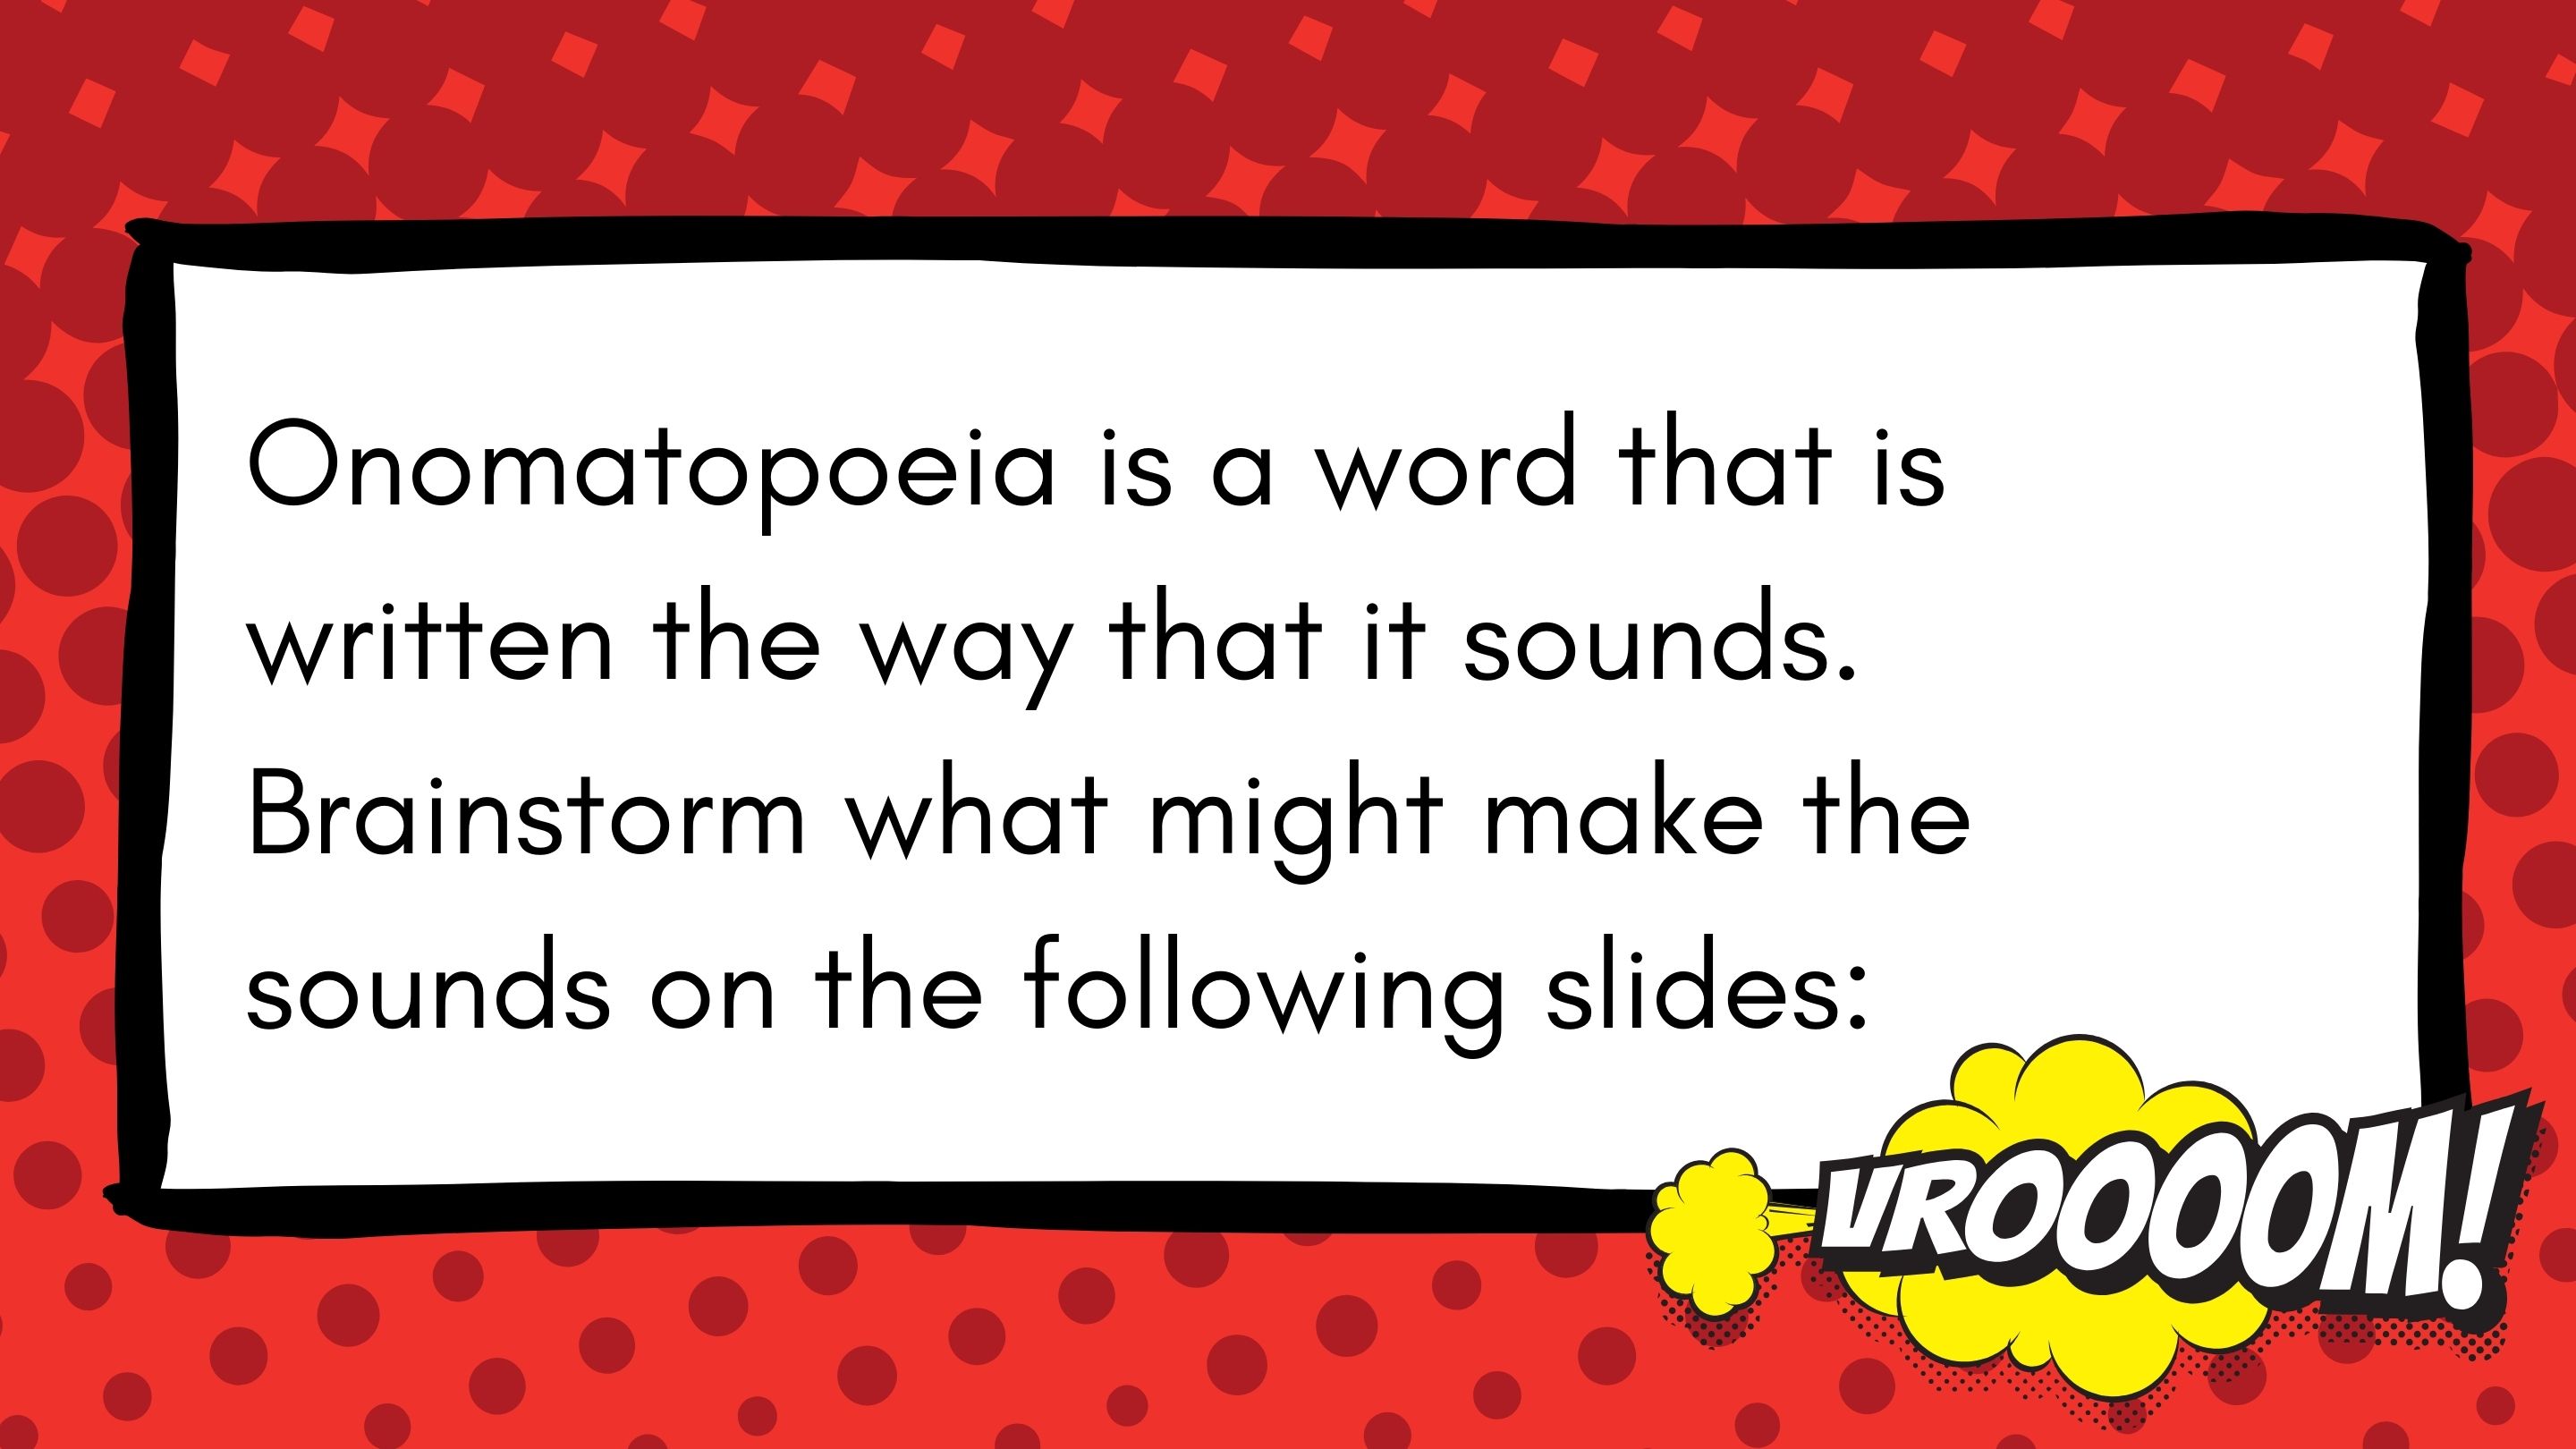 Onomatopoeia is a word that is
written the way that it sounds.
Brainstorm what might make the
sounds on the following slides:
VROOOOM!